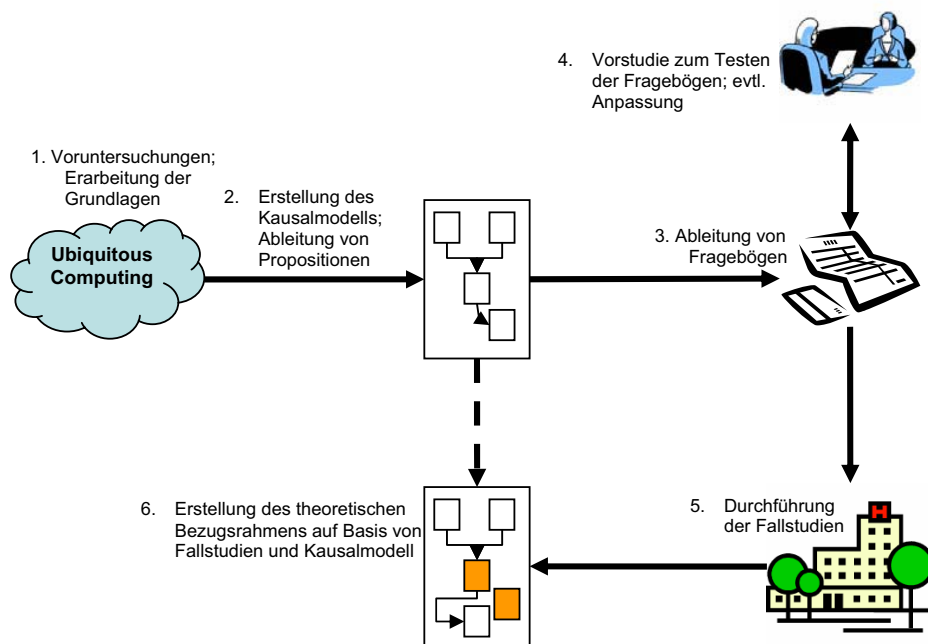 1. Voruntersuchungen;
Erarbeitung der
Grundlagen
Ubiquitous
Computing
2. Erstellung des
Kausalmodells;
Ableitung von
Propositionen
3. Ableitung von
Fragebögen
4. Vorstudie zum Testen
der Fragebögen; evtl.
Anpassung
5. Durchführung
der Fallstudien
H
6. Erstellung des theoretischen
Bezugsrahmens auf Basis von
Fallstudien und Kausalmodell